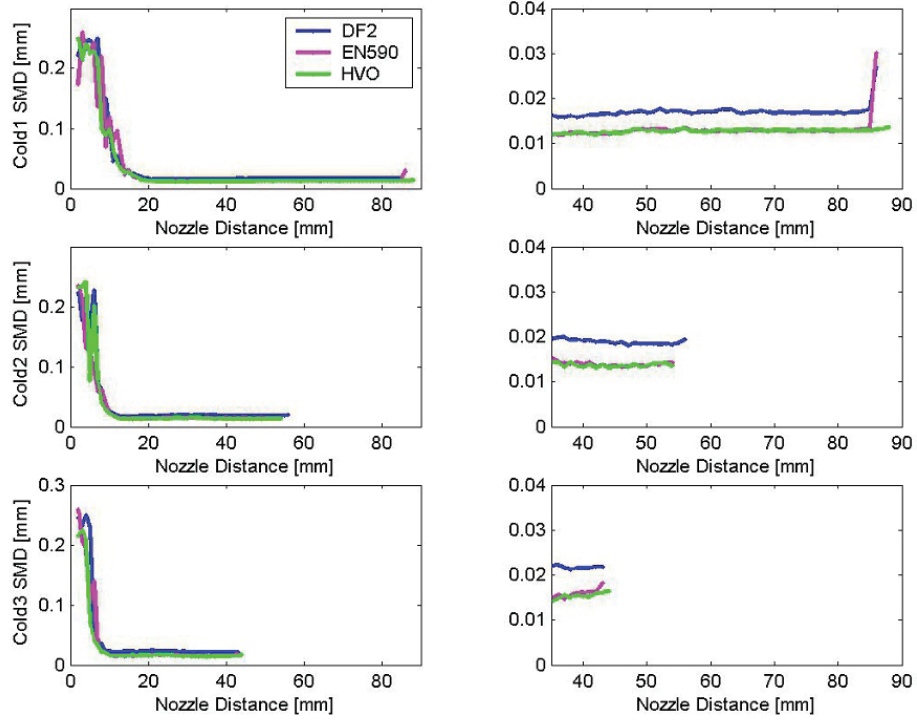 DF2
EN590
HVO
Cold1 SMD [mm]
0.2
0.1
0
0 20 40 60 80
Nozzle Distance [mm]
0.04
0.03
0.02
0.01
0
40 50 60 70 80 90
Nozzle Distance [mm]
Cold2 SMD [mm]
0.2
0.1
0
0 20 40 60 80
Nozzle Distance [mm]
0.04
0.03
0.02
0.01
0
40 50 60 70 80 90
Nozzle Distance [mm]
Cold3 SMD [mm]
0.3
0.2
0.1
0
0 20 40 60 80
Nozzle Distance [mm]
0.04
0.03
0.02
0.01
0
40 50 60 70 80 90
Nozzle Distance [mm]